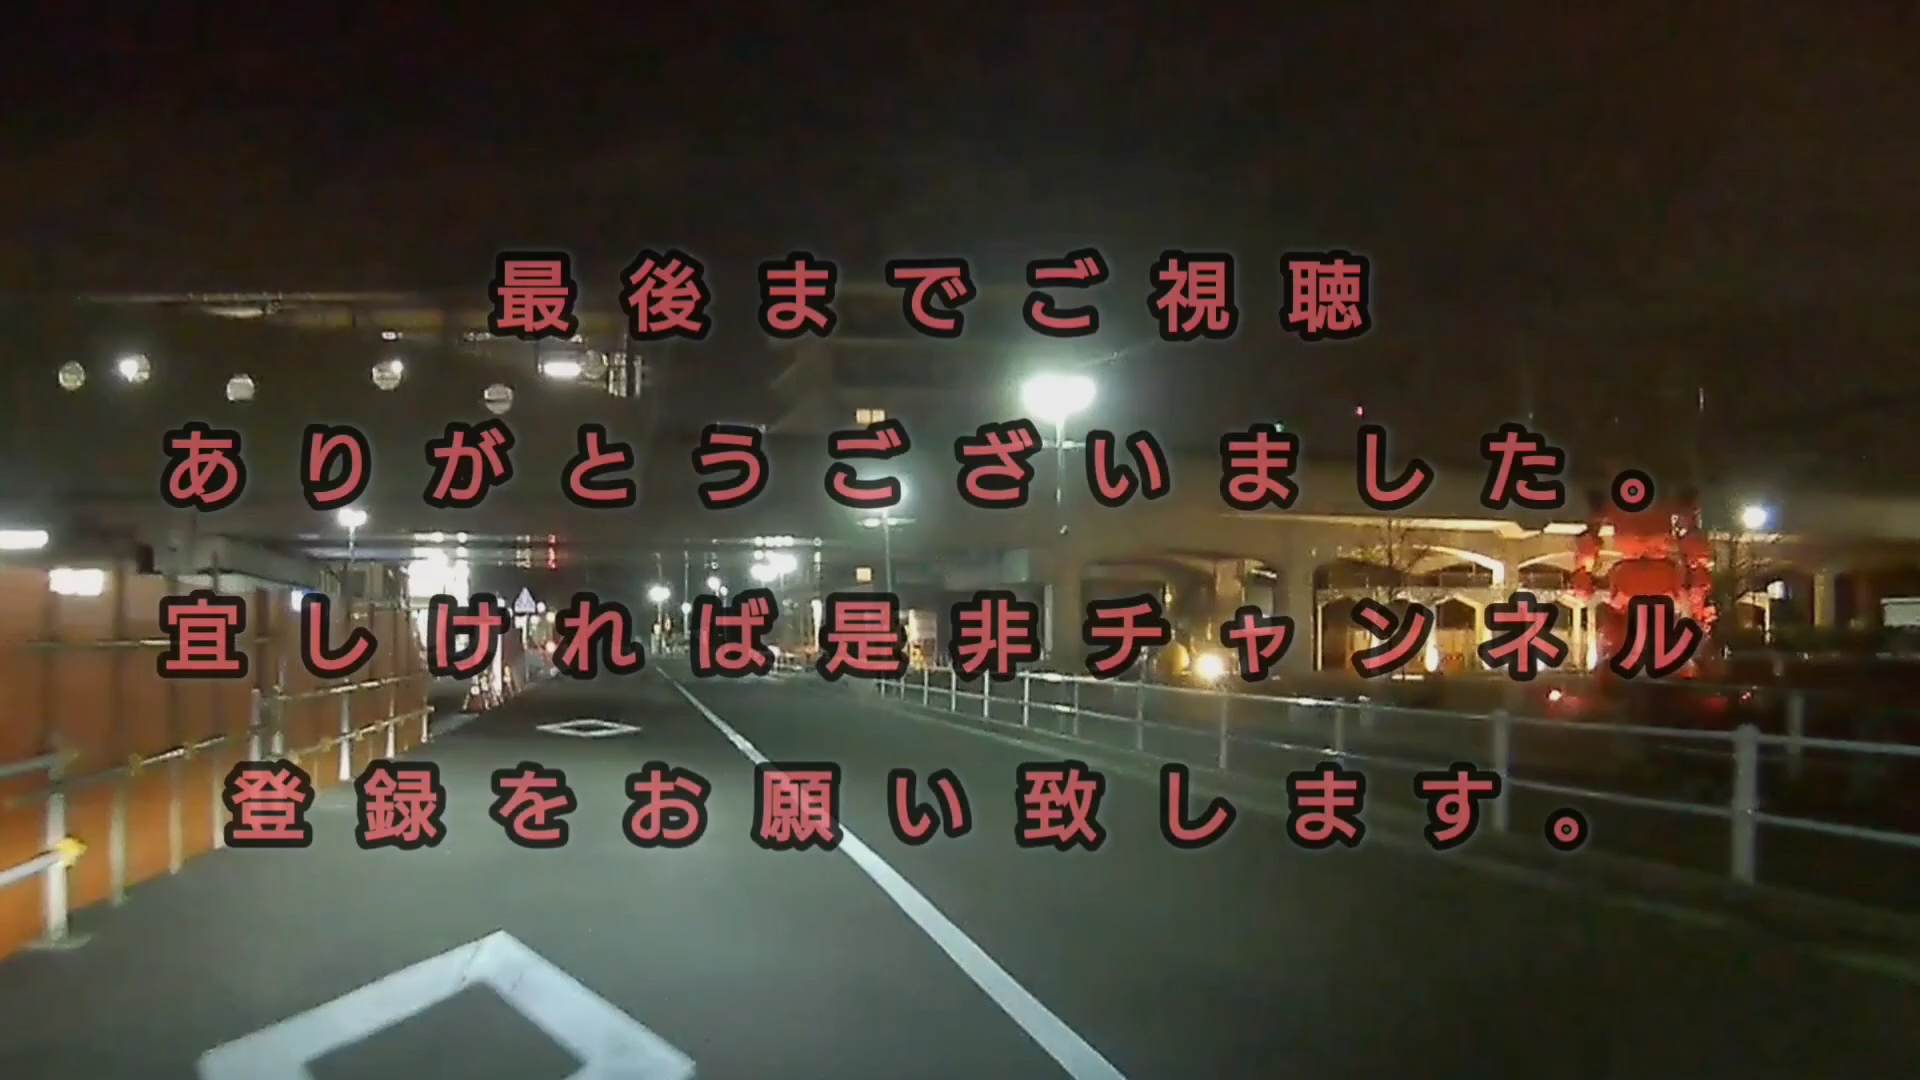 最後までご視聴
ありがとうございました。
宜しければ是非チャンネル
登録をお願い致します。